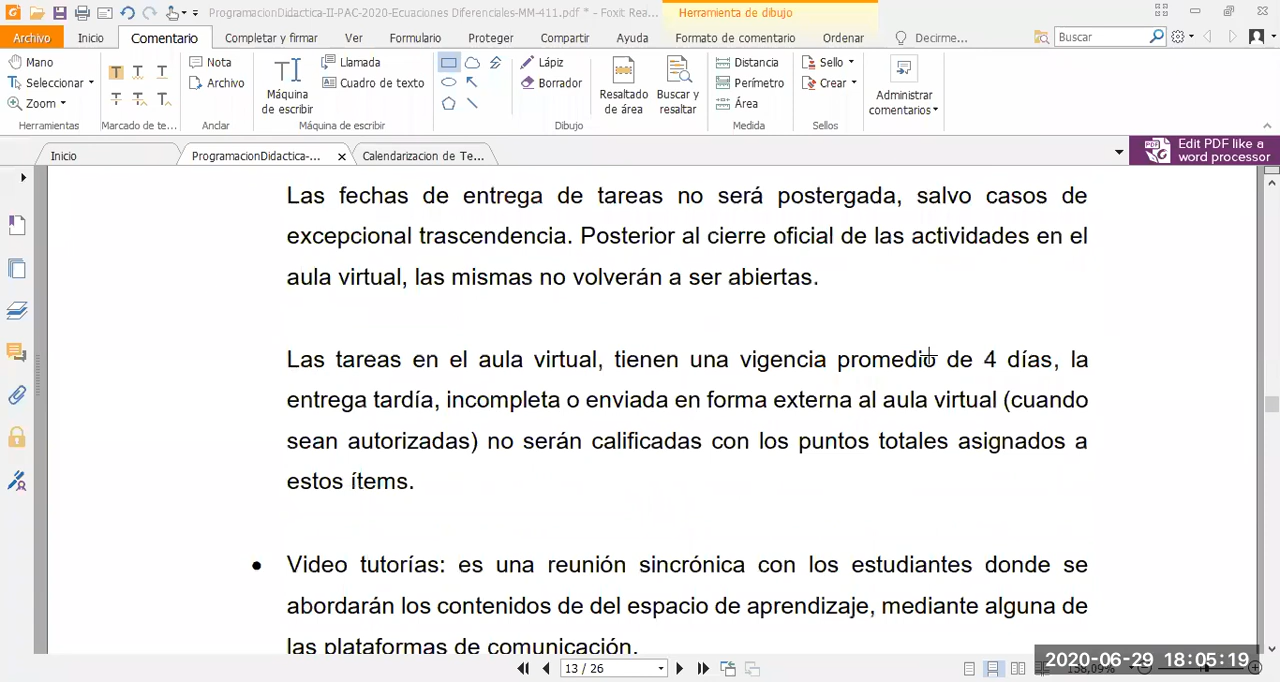 ProgramacionDidactica-II-PAC-2020-Ecuaciones Diferenciales-MM-411.pdf * - Foxit Rea...
Herramienta de dibujo
Archivo
Inicio
Comentario
Completar y firmar
Ver
Formulario
Proteger
Compartir
Ayuda
Formato de comentario
Ordenar
Decirme...
Buscar
Mano
Seleccionar
Zoom
Herramientas
Marcado de te...
Nota
Archivo
Andar
Máquina
de escribir
Llamada
Cuadro de texto
Máquina de escribir
Lápiz
Borrador
Resaltado
de área
Buscar y
resaltar
Dibujo
Distancia
Perímetro
Área
Medida
Sello
Crear
Sellos
Administrar
comentarios
Inicio
ProgramacionDidactica-...
Calendarizacion de Te...
Edit PDF like a
word processor
Las fechas de entrega de tareas no será postergada, salvo casos de
excepcional trascendencia. Posterior al cierre oficial de las actividades en el
aula virtual, las mismas no volverán a ser abiertas.
Las tareas en el aula virtual, tienen una vigencia promedio de 4 días, la
entrega tardía, incompleta o enviada en forma externa al aula virtual (cuando
sean autorizadas) no serán calificadas con los puntos totales asignados a
estos ítems.
• Video tutorías: es una reunión sincrónica con los estudiantes donde se
abordarán los contenidos de del espacio de aprendizaje, mediante alguna de
las plataformas de comunicación.
13 / 26
158,09%
2020-06-29 18:05:19